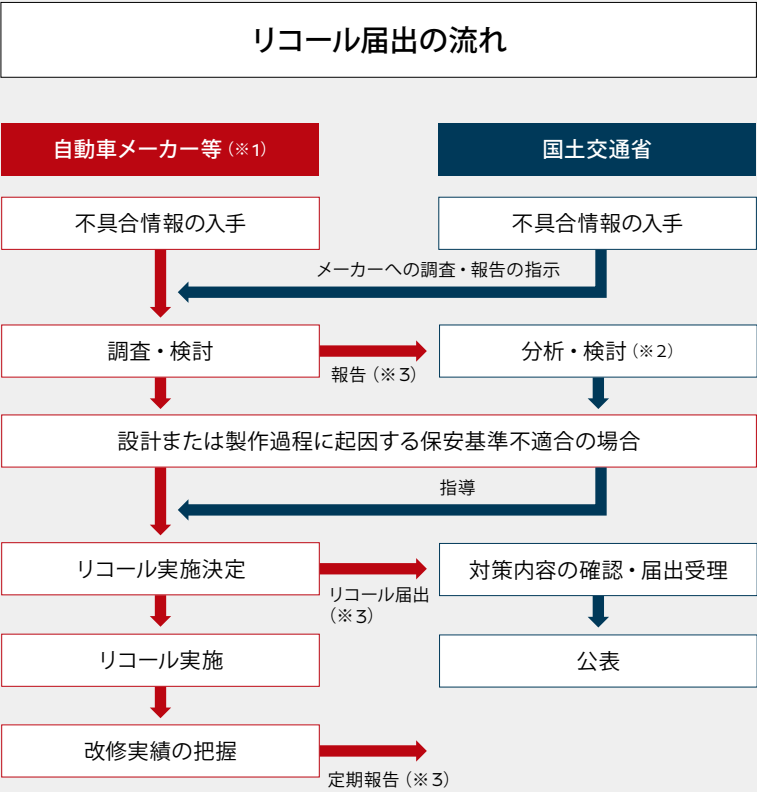 リコール届出の流れ
自動車メーカー等(※1)
国土交通省
不具合情報の入手
不具合情報の入手
メーカーへの調査・報告の指示
調査・検討
報告(※3)
分析・検討(※2)
設計または製作過程に起因する保安基準不適合の場合
指導
リコール実施決定
リコール届出
(※3)
対策内容の確認・届出受理
リコール実施
公表
改修実績の把握
定期報告(※3)